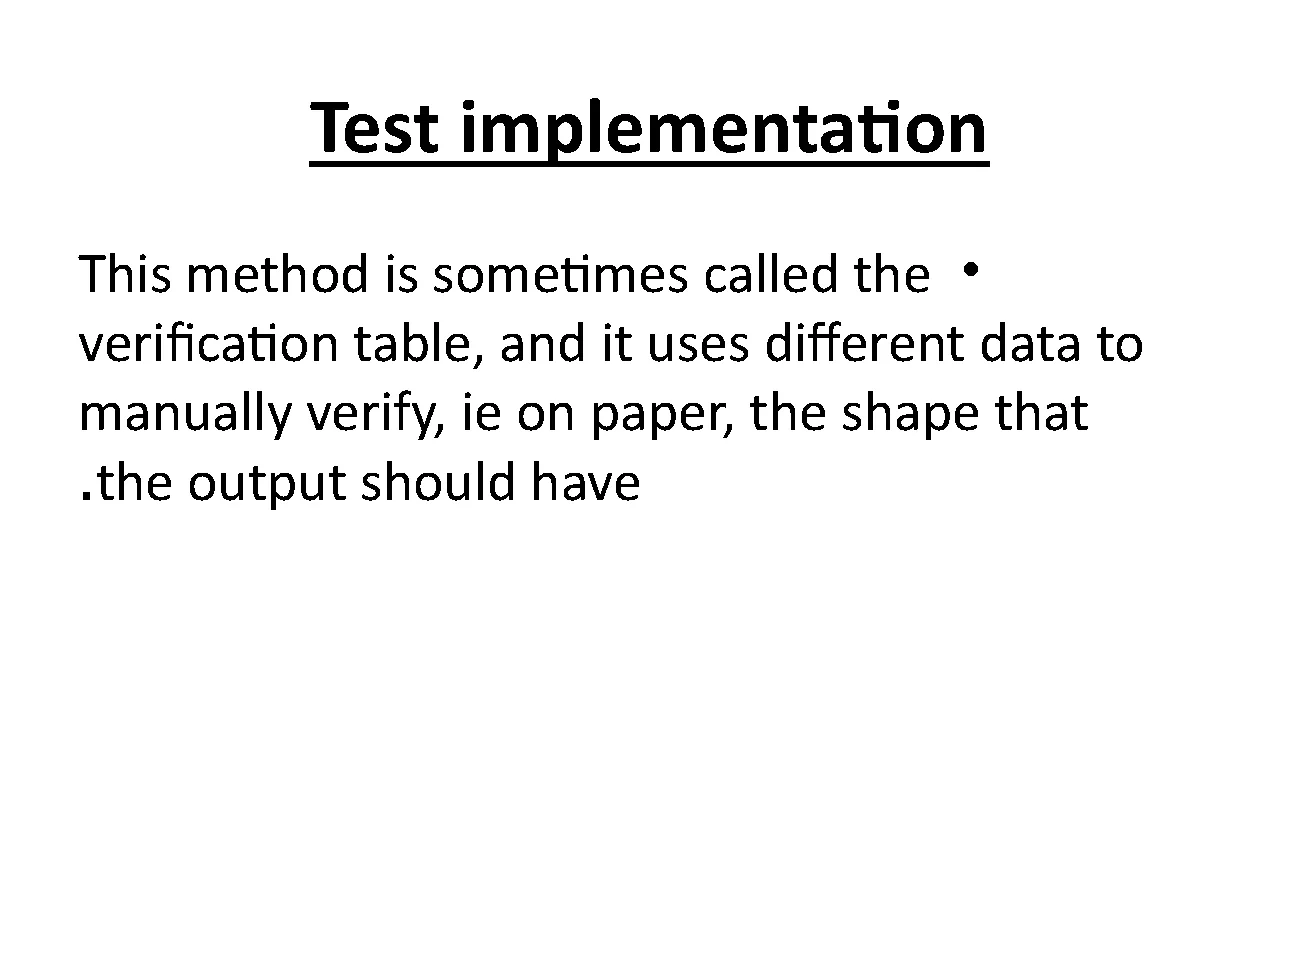 Test implementation
This method is sometimes called the •
verification table, and it uses different data to
manually verify, ie on paper, the shape that
.the output should have